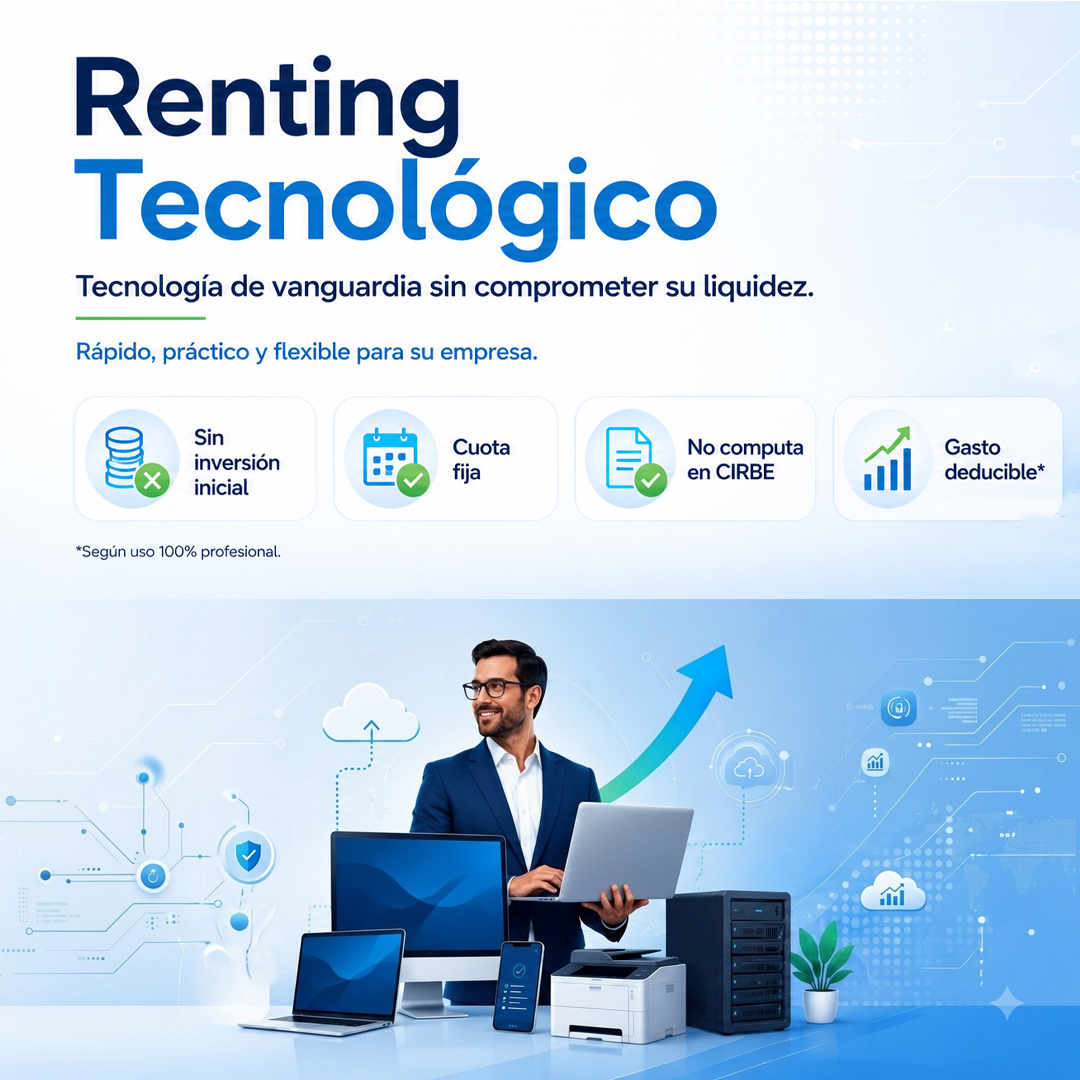 Renting
Tecnológico
Tecnología de vanguardia sin comprometer su liquidez.
Rápido, práctico y flexible para su empresa.
Sin
inversión
inicial
Cuota
fija
No computa
en CIRBE
Gasto
deducible*
*Según uso 100% profesional.